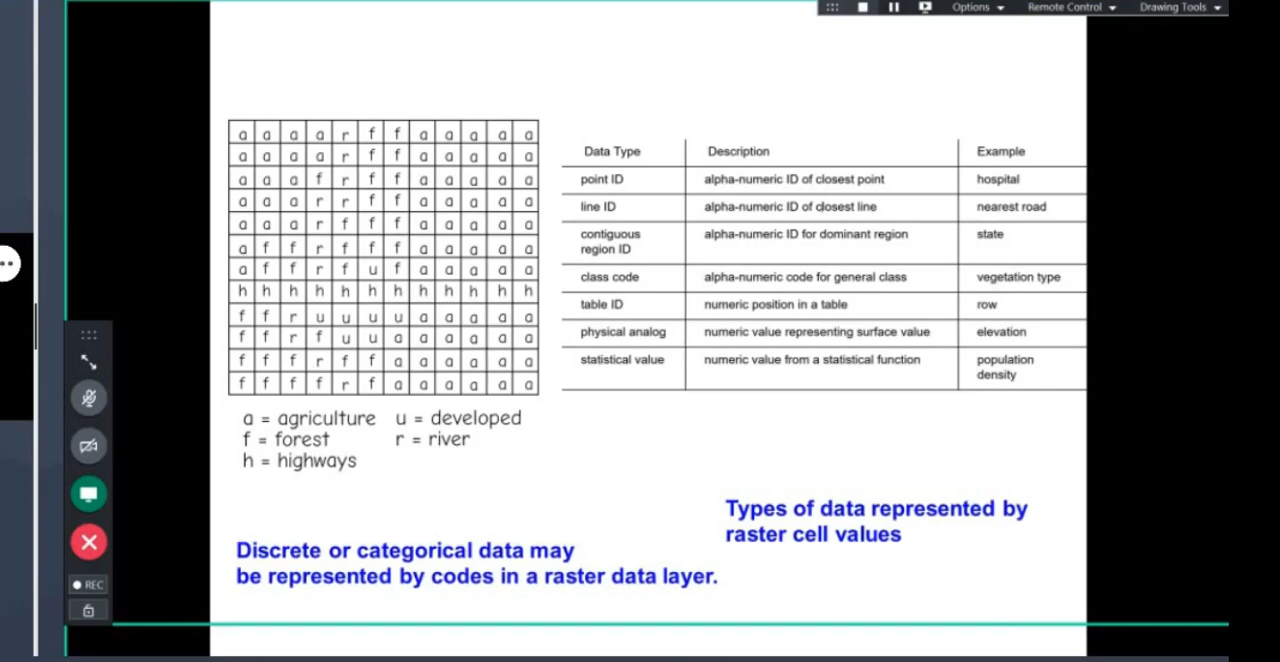 Options Remote Control Drawing Tools
a a a a r f f a a a a a
a a a a r f f a a a a a
a a a f r f f a a a a a
a a a r r f f a a a a a
a a a r f f f a a a a a
a f f r f f f a a a a a
a f f r f u f a a a a a
h h h h h h h h h h h h
f f r u u u u a a a a a
f f r f u u a a a a a a
f f f r f f a a a a a a
f f f f r f a a a a a a
a = agriculture u = developed
f = forest r = river
h = highways
Data Type Description Example
point ID alpha-numeric ID of closest point hospital
line ID alpha-numeric ID of closest line nearest road
contiguous alpha-numeric ID for dominant region state
region ID
class code alpha-numeric code for general class vegetation type
table ID numeric position in a table row
physical analog numeric value representing surface value elevation
statistical value numeric value from a statistical function population
density
Types of data represented by
raster cell values
Discrete or categorical data may
be represented by codes in a raster data layer.
REC